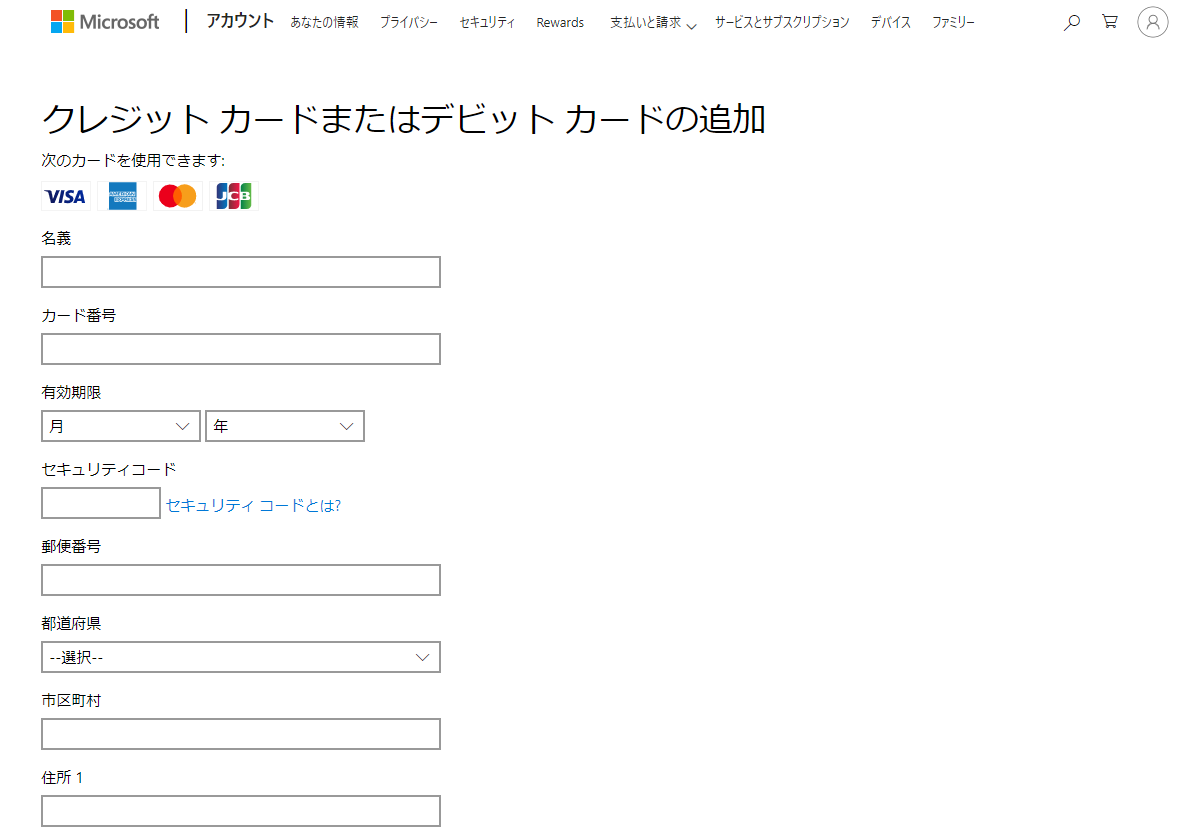 Microsoft アカウント あなたの情報 プライバシー セキュリティ Rewards 支払いと請求 サービスとサブスクリプション デバイス ファミリー
クレジット カードまたはデビット カードの追加
次のカードを使用できます:
VISA AMERICAN EXPRESS JCB
名義
カード番号
有効期限
月 年
セキュリティコード
セキュリティ コードとは?
郵便番号
都道府県
--選択--
市区町村
住所 1